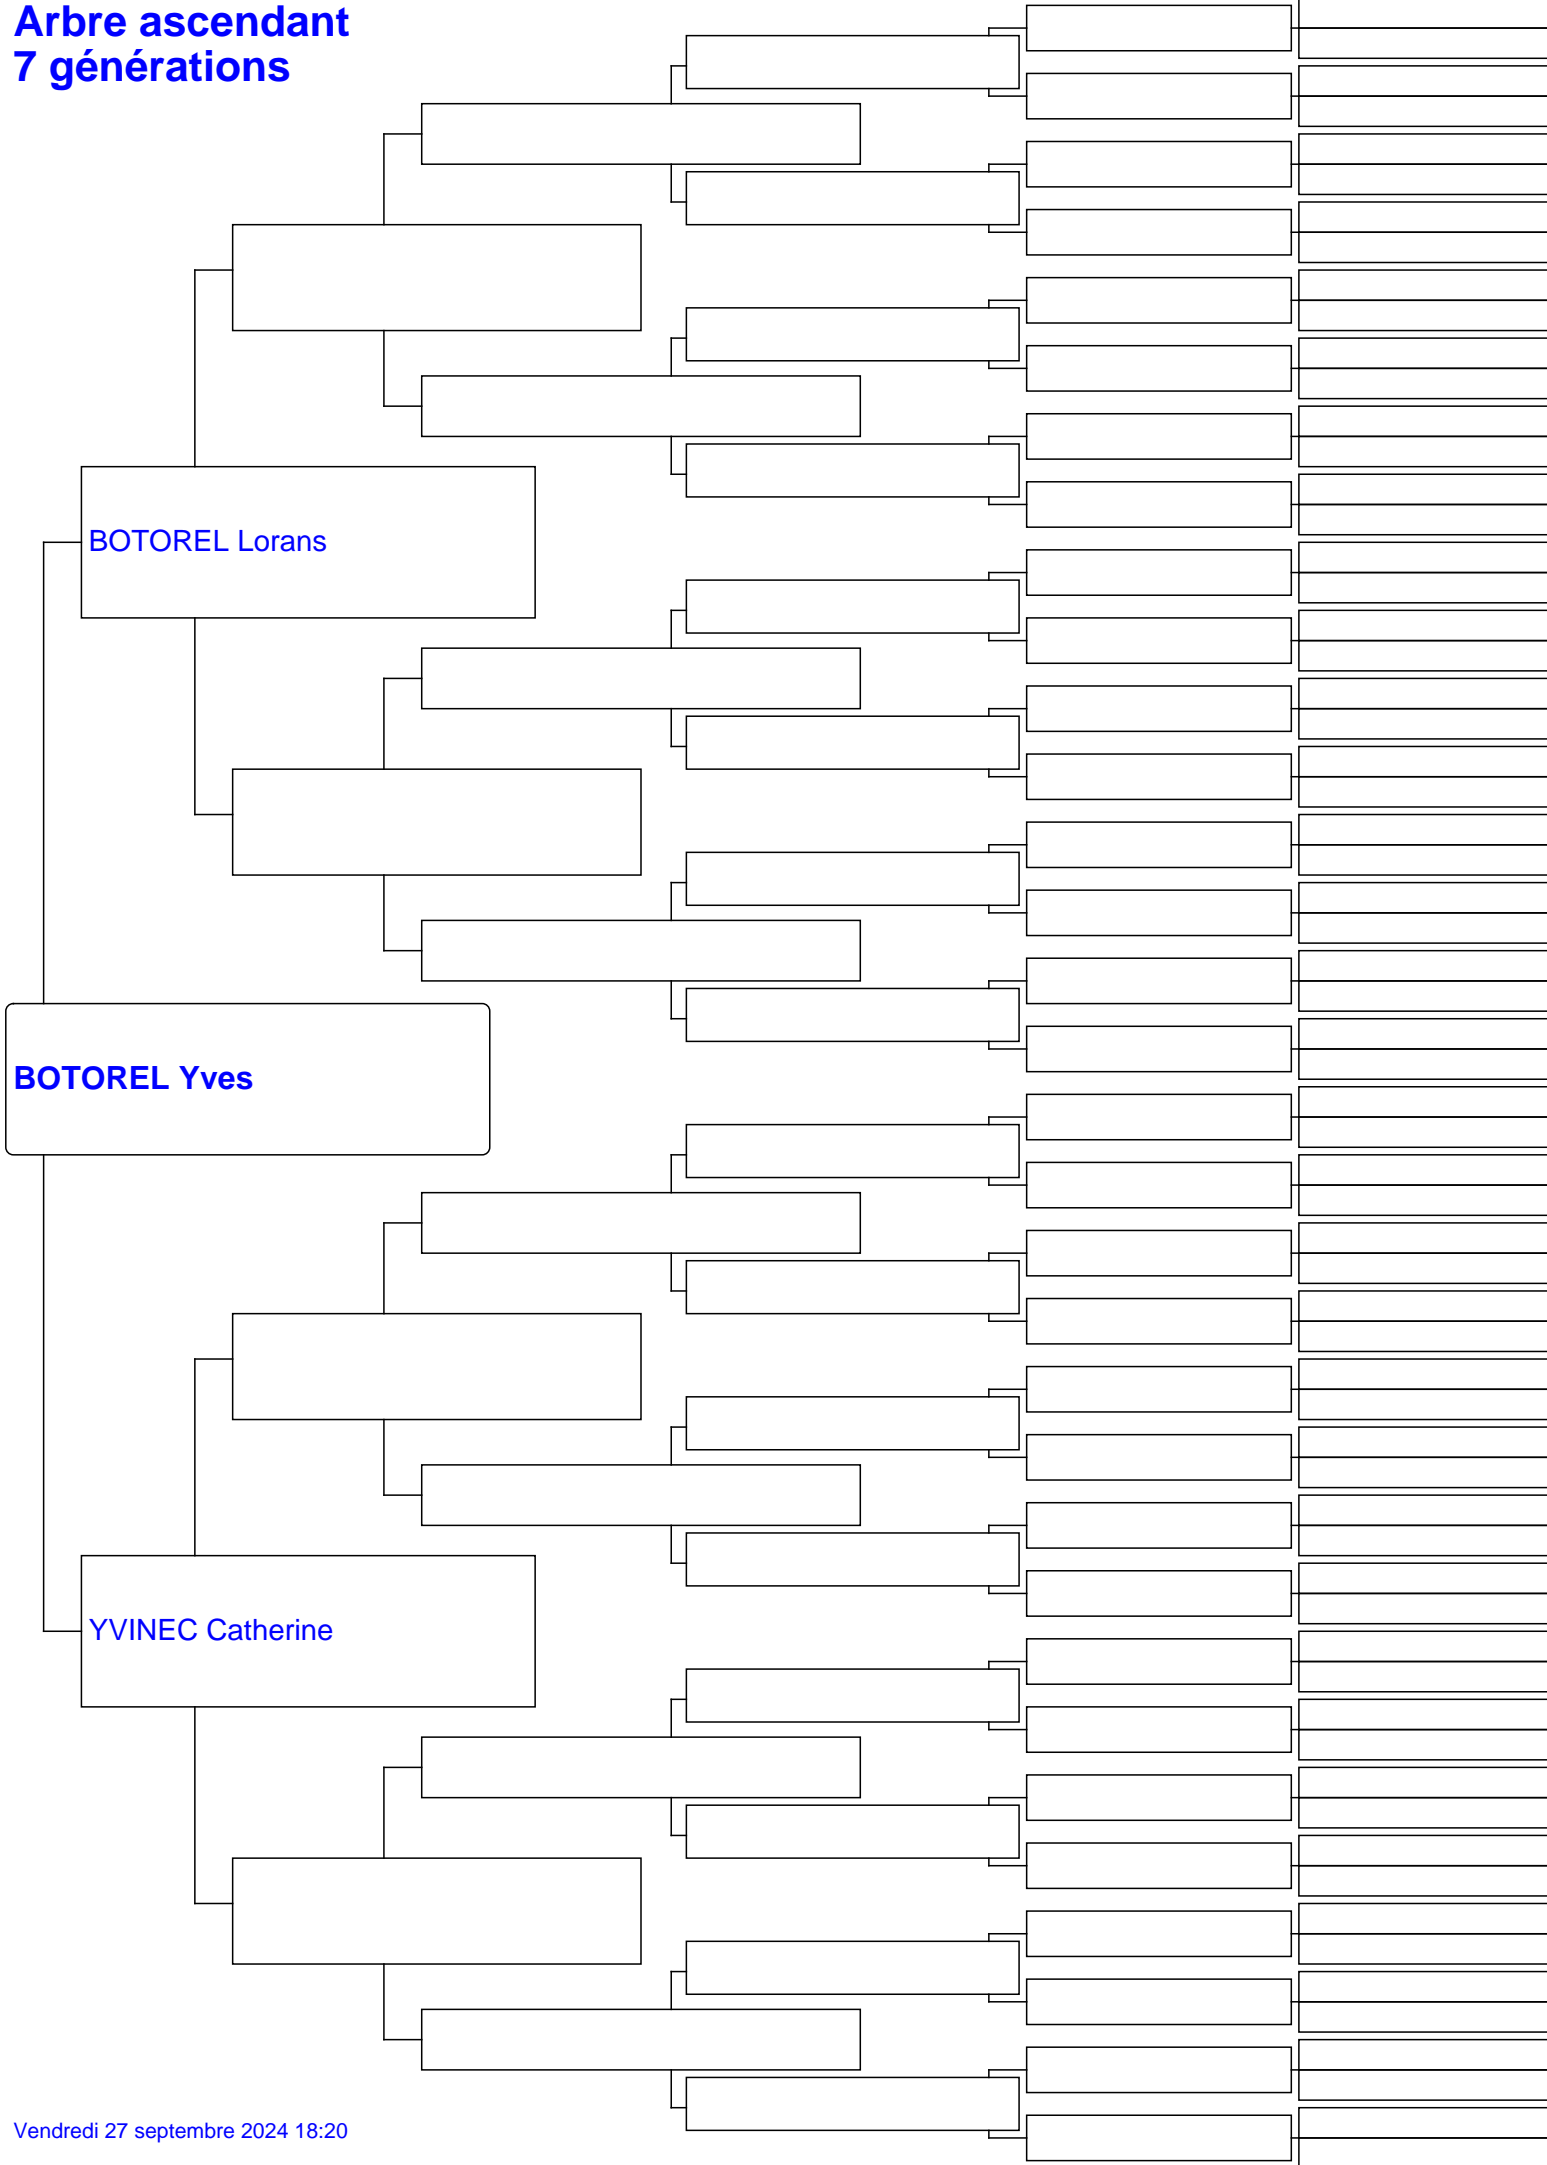 Arbre ascendant
7 générations
BOTOREL Lorans
BOTOREL Yves
YVINEC Catherine
Vendredi 27 septembre 2024 18:20